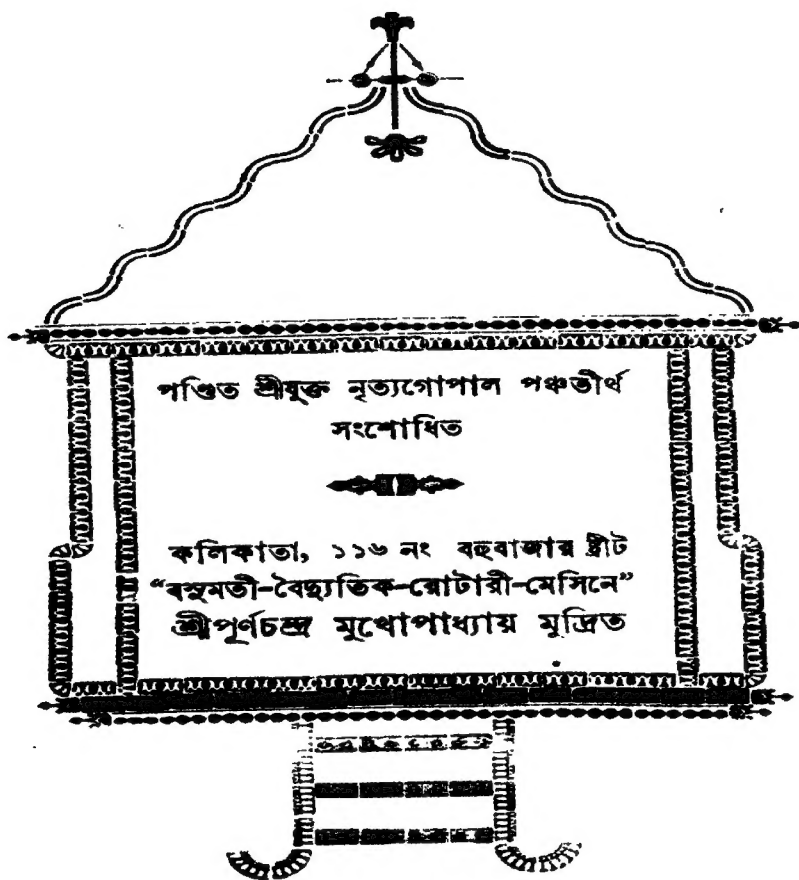 পণ্ডিত শ্রীযুক্ত নৃত্যগোপাল পঞ্চতীর্থ
সংশোধিত
কলিকাতা, ১১৬ নং বহুবাজার ষ্ট্রীট
“বসুমতী-বৈদ্যুতিক-রোটারী-মেসিনে”
শ্রীপূর্ণচন্দ্র মুখোপাধ্যায় মুদ্রিত